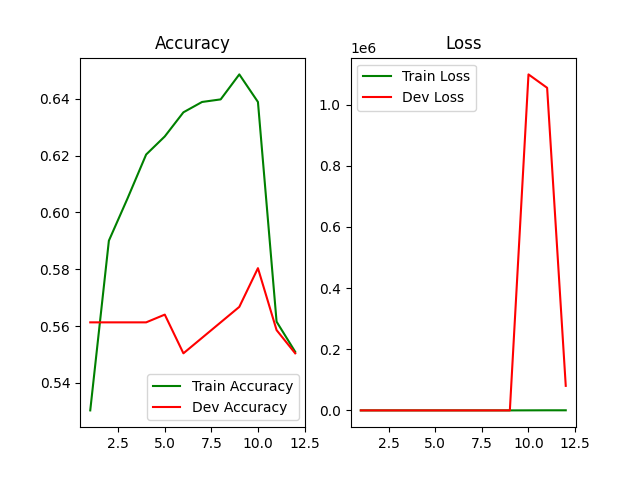 Accuracy
0.64
0.62
0.60
0.58
0.56
0.54
Train Accuracy
Dev Accuracy
2.5 5.0 7.5 10.0 12.5
Loss
1e6
Train Loss
Dev Loss
1.0
0.8
0.6
0.4
0.2
0.0
2.5 5.0 7.5 10.0 12.5